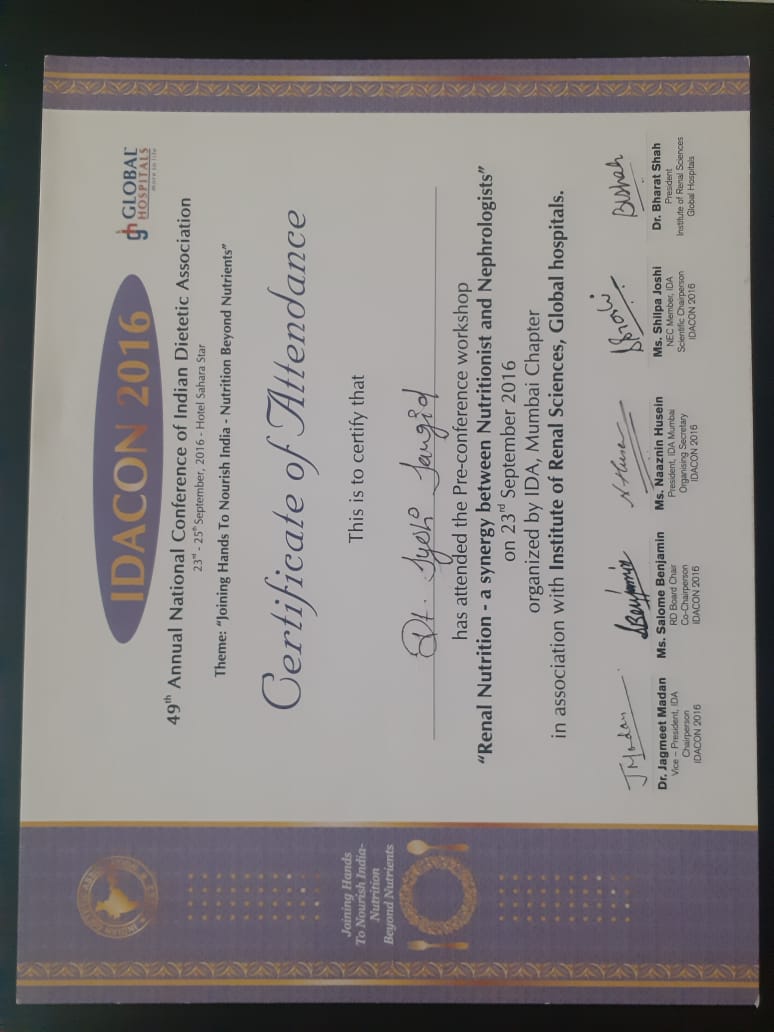 IDACON 2016
GLOBAL
HOSPITALS
more to life
49th Annual National Conference of Indian Dietetic Association
23rd - 25th September, 2016 - Hotel Sahara Star
Theme: "Joining Hands To Nourish India - Nutrition Beyond Nutrients"
Certificate of Attendance
This is to certify that
Dt. Jyoti Jangid
has attended the Pre-conference workshop
"Renal Nutrition - a synergy between Nutritionist and Nephrologists"
on 23rd September 2016
organized by IDA, Mumbai Chapter
in association with Institute of Renal Sciences, Global hospitals.
JMadan
SBenjamin
Dr. Jagmeet Madan
Vice – President, IDA
Chairperson
IDACON 2016
Ms. Salome Benjamin
RD Board Chair
Co-Chairperson
IDACON 2016
Ms. Naaznin Husein
President, IDA Mumbai
Organising Secretary
IDACON 2016
Ms. Shilpa Joshi
NEC Member, IDA
Scientific Chairperson
IDACON 2016
Dr. Bharat Shah
President
Institute of Renal Sciences
Global Hospitals
Joining Hands
To Nourish India-
Nutrition
Beyond Nutrients